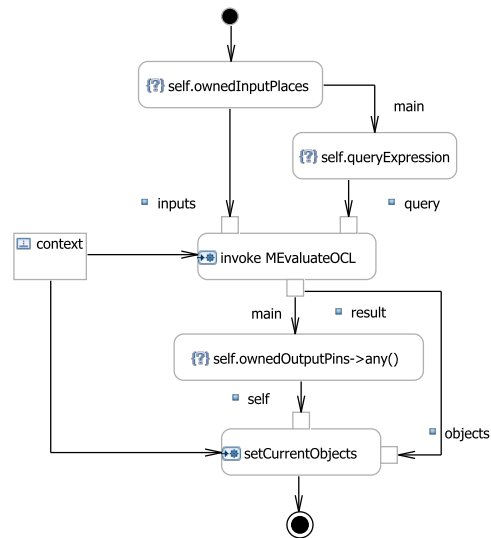 {?} self.ownedInputPlaces
main
{?} self.queryExpression
inputs
query
context
invoke MEvaluateOCL
main
result
{?} self.ownedOutputPins->any()
self
objects
setCurrentObjects